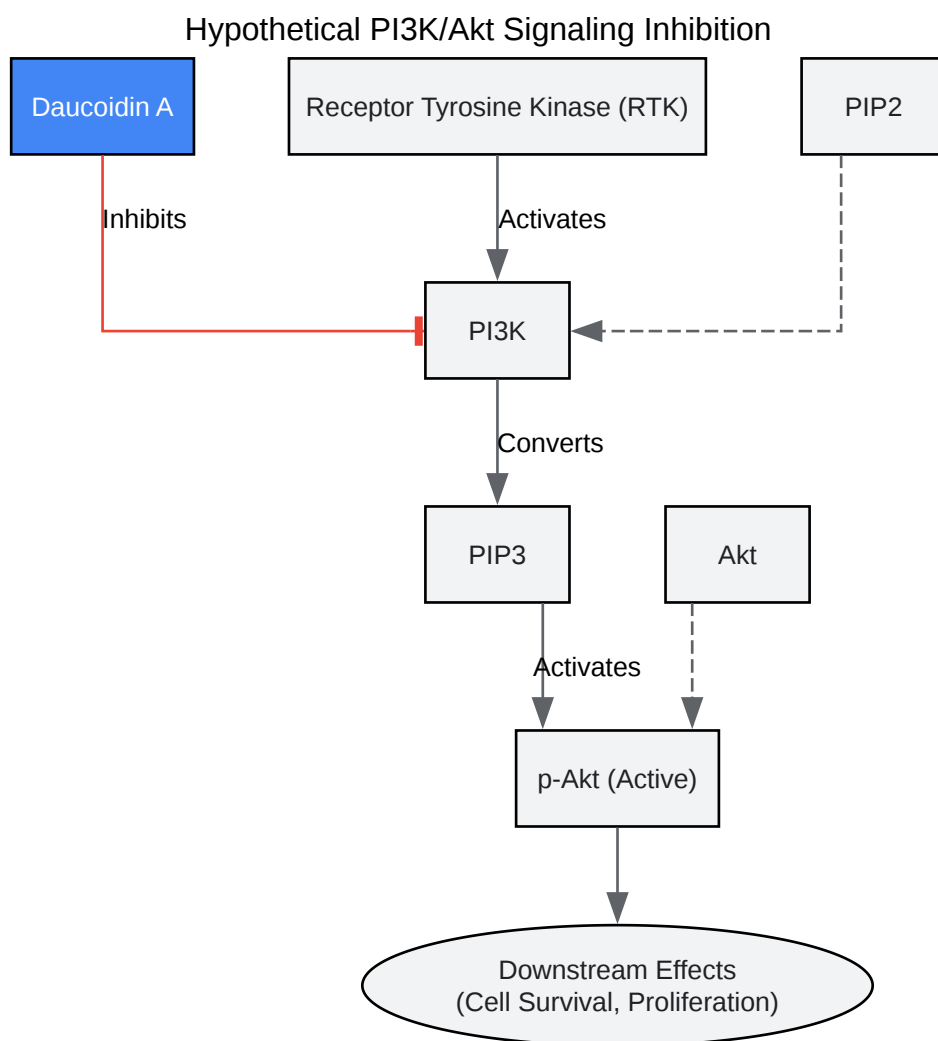 Hypothetical PI3K/Akt Signaling Inhibition
Daucoidin A
Receptor Tyrosine Kinase (RTK)
PIP2
Inhibits
Activates
PI3K
Converts
PIP3
Akt
Activates
p-Akt (Active)
Downstream Effects
(Cell Survival, Proliferation)